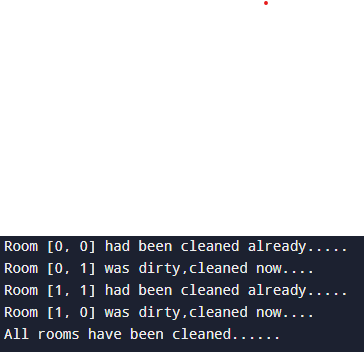 Room [0, 0] had been cleaned already.....
Room [0, 1] was dirty,cleaned now....
Room [1, 1] had been cleaned already.....
Room [1, 0] was dirty,cleaned now....
All rooms have been cleaned......